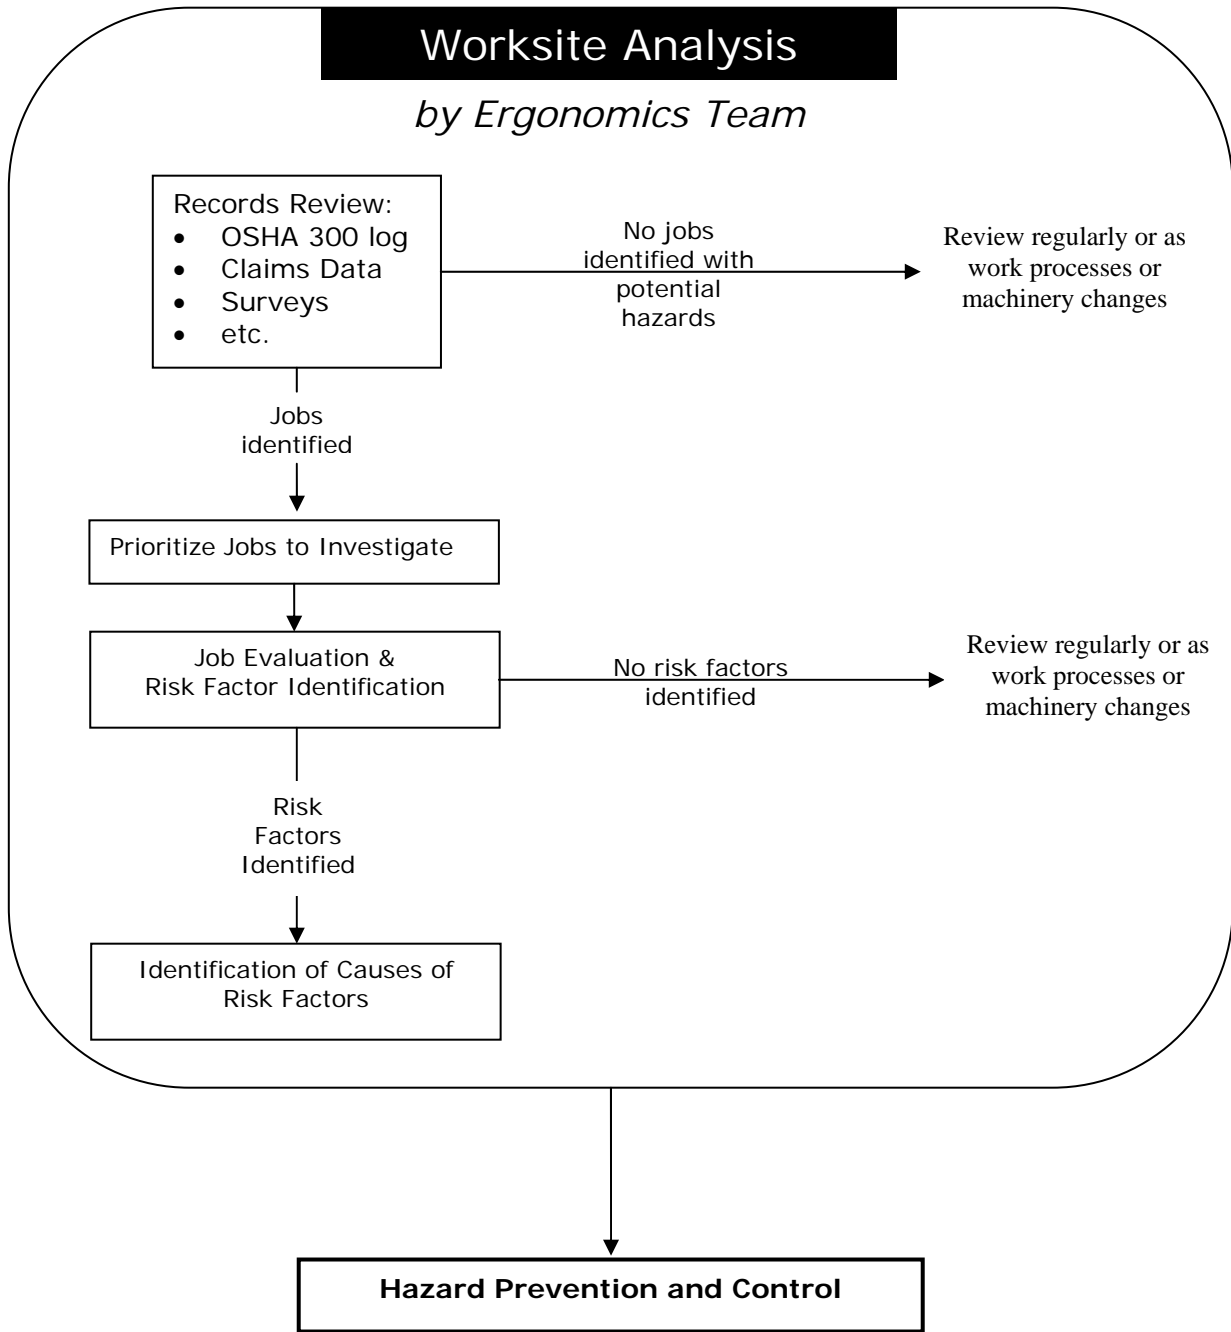 Worksite Analysis
by Ergonomics Team
Records Review:
• OSHA 300 log
• Claims Data
• Surveys
• etc.
No jobs
identified with
potential
hazards
Review regularly or as
work processes or
machinery changes
Jobs
identified
Prioritize Jobs to Investigate
Job Evaluation &
Risk Factor Identification
No risk factors
identified
Review regularly or as
work processes or
machinery changes
Risk
Factors
Identified
Identification of Causes of
Risk Factors
Hazard Prevention and Control